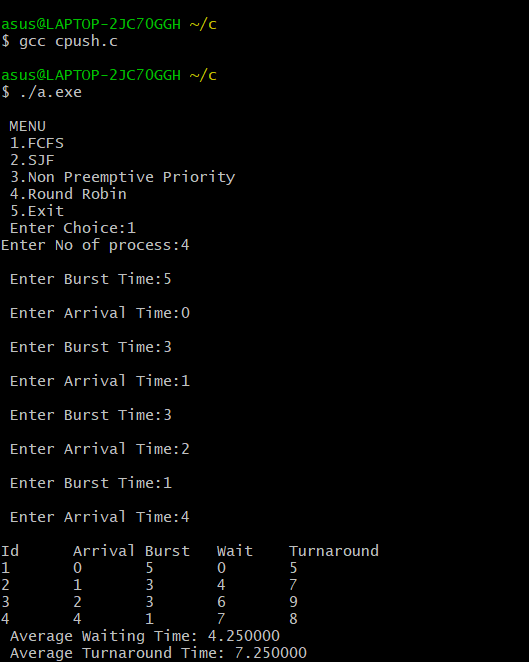 asus@LAPTOP-2JC7OGGH ~/c
$ gcc cpush.c
asus@LAPTOP-2JC7OGGH ~/c
$ ./a.exe
MENU
1.FCFS
2.SJF
3.Non Preemptive Priority
4.Round Robin
5.Exit
Enter Choice:1
Enter No of process:4
Enter Burst Time:5
Enter Arrival Time:0
Enter Burst Time:3
Enter Arrival Time:1
Enter Burst Time:3
Enter Arrival Time:2
Enter Burst Time:1
Enter Arrival Time:4
Id Arrival Burst Wait Turnaround
1 0 5 0 5
2 1 3 4 7
3 2 3 6 9
4 4 1 7 8
Average Waiting Time: 4.250000
Average Turnaround Time: 7.250000